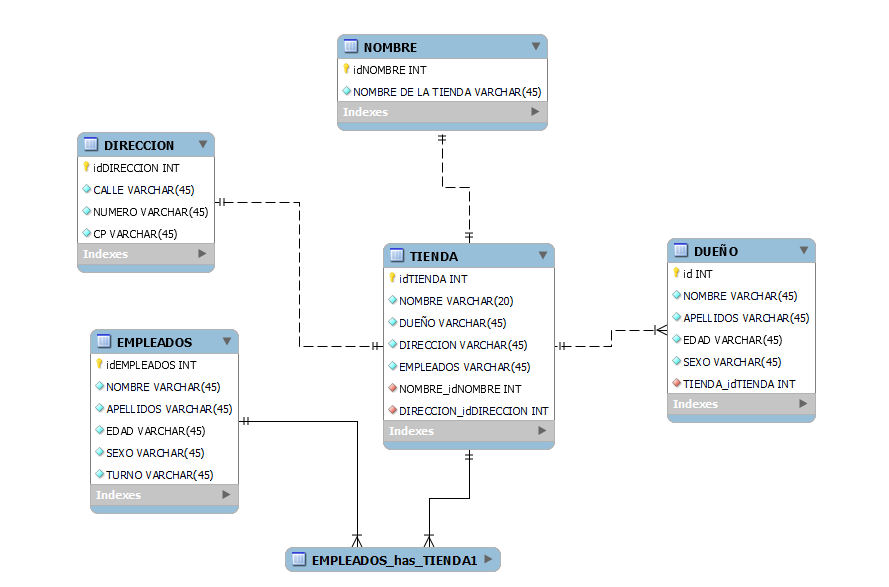 NOMBRE
idNOMBRE INT
NOMBRE DE LA TIENDA VARCHAR(45)
Indexes
DIRECCION
idDIRECCION INT
CALLE VARCHAR(45)
NUMERO VARCHAR(45)
CP VARCHAR(45)
Indexes
TIENDA
idTIENDA INT
NOMBRE VARCHAR(20)
DUEÑO VARCHAR(45)
DIRECCION VARCHAR(45)
EMPLEADOS VARCHAR(45)
NOMBRE_idNOMBRE INT
DIRECCION_idDIRECCION INT
Indexes
DUEÑO
id INT
NOMBRE VARCHAR(45)
APELLIDOS VARCHAR(45)
EDAD VARCHAR(45)
SEXO VARCHAR(45)
TIENDA_idTIENDA INT
Indexes
EMPLEADOS
idEMPLEADOS INT
NOMBRE VARCHAR(45)
APELLIDOS VARCHAR(45)
EDAD VARCHAR(45)
SEXO VARCHAR(45)
TURNO VARCHAR(45)
Indexes
EMPLEADOS_has_TIENDA1